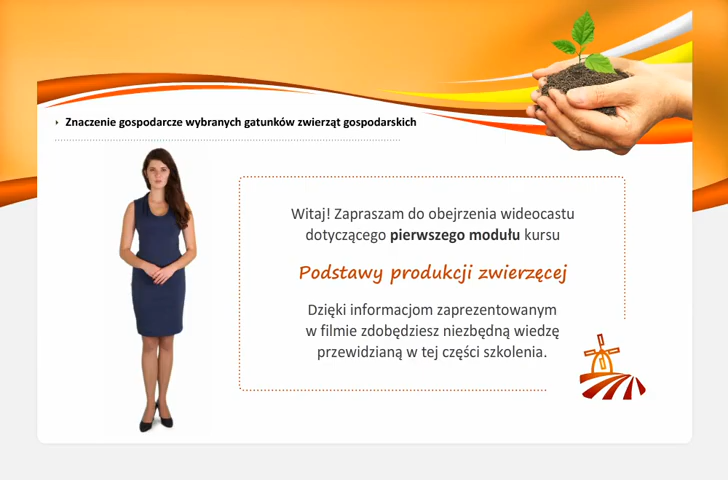 Znaczenie gospodarcze wybranych gatunków zwierząt gospodarskich
Witaj! Zapraszam do obejrzenia wideocastu
dotyczącego pierwszego modułu kursu
Podstawy produkcji zwierzęcej
Dzięki informacjom zaprezentowanym
w filmie zdobędziesz niezbędną wiedzę
przewidzianą w tej części szkolenia.